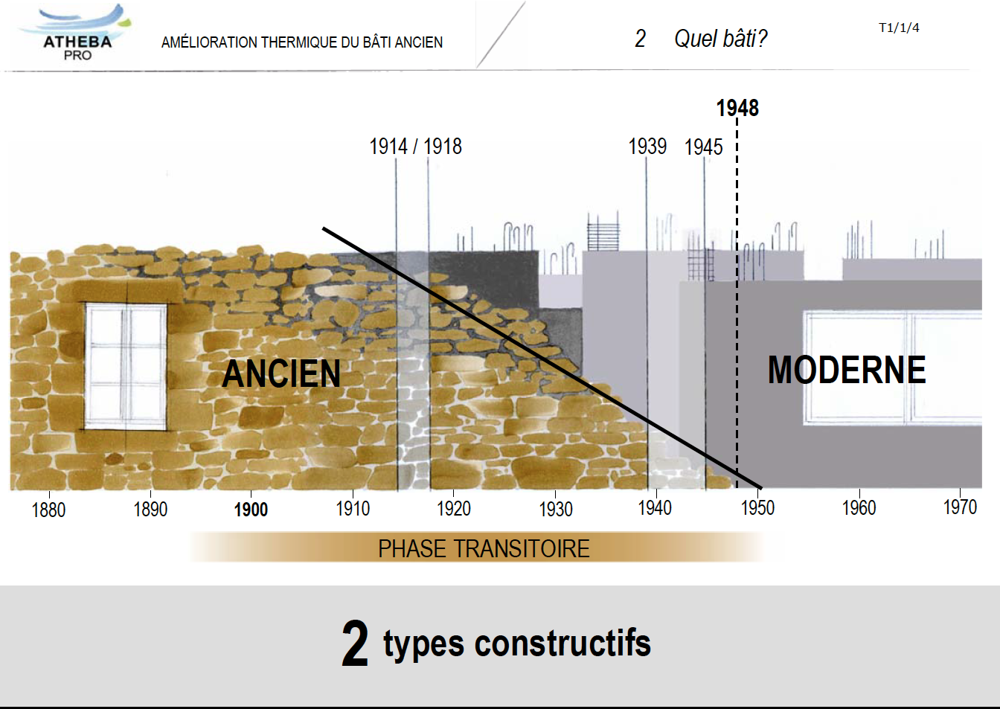 ATHEBA
PRO
AMÉLIORATION THERMIQUE DU BÂTI ANCIEN
2 Quel bâti?
T1/1/4
1948
1914 / 1918
1939
1945
ANCIEN
MODERNE
1880
1890
1900
1910
1920
1930
1940
1950
1960
1970
PHASE TRANSITOIRE
2 types constructifs